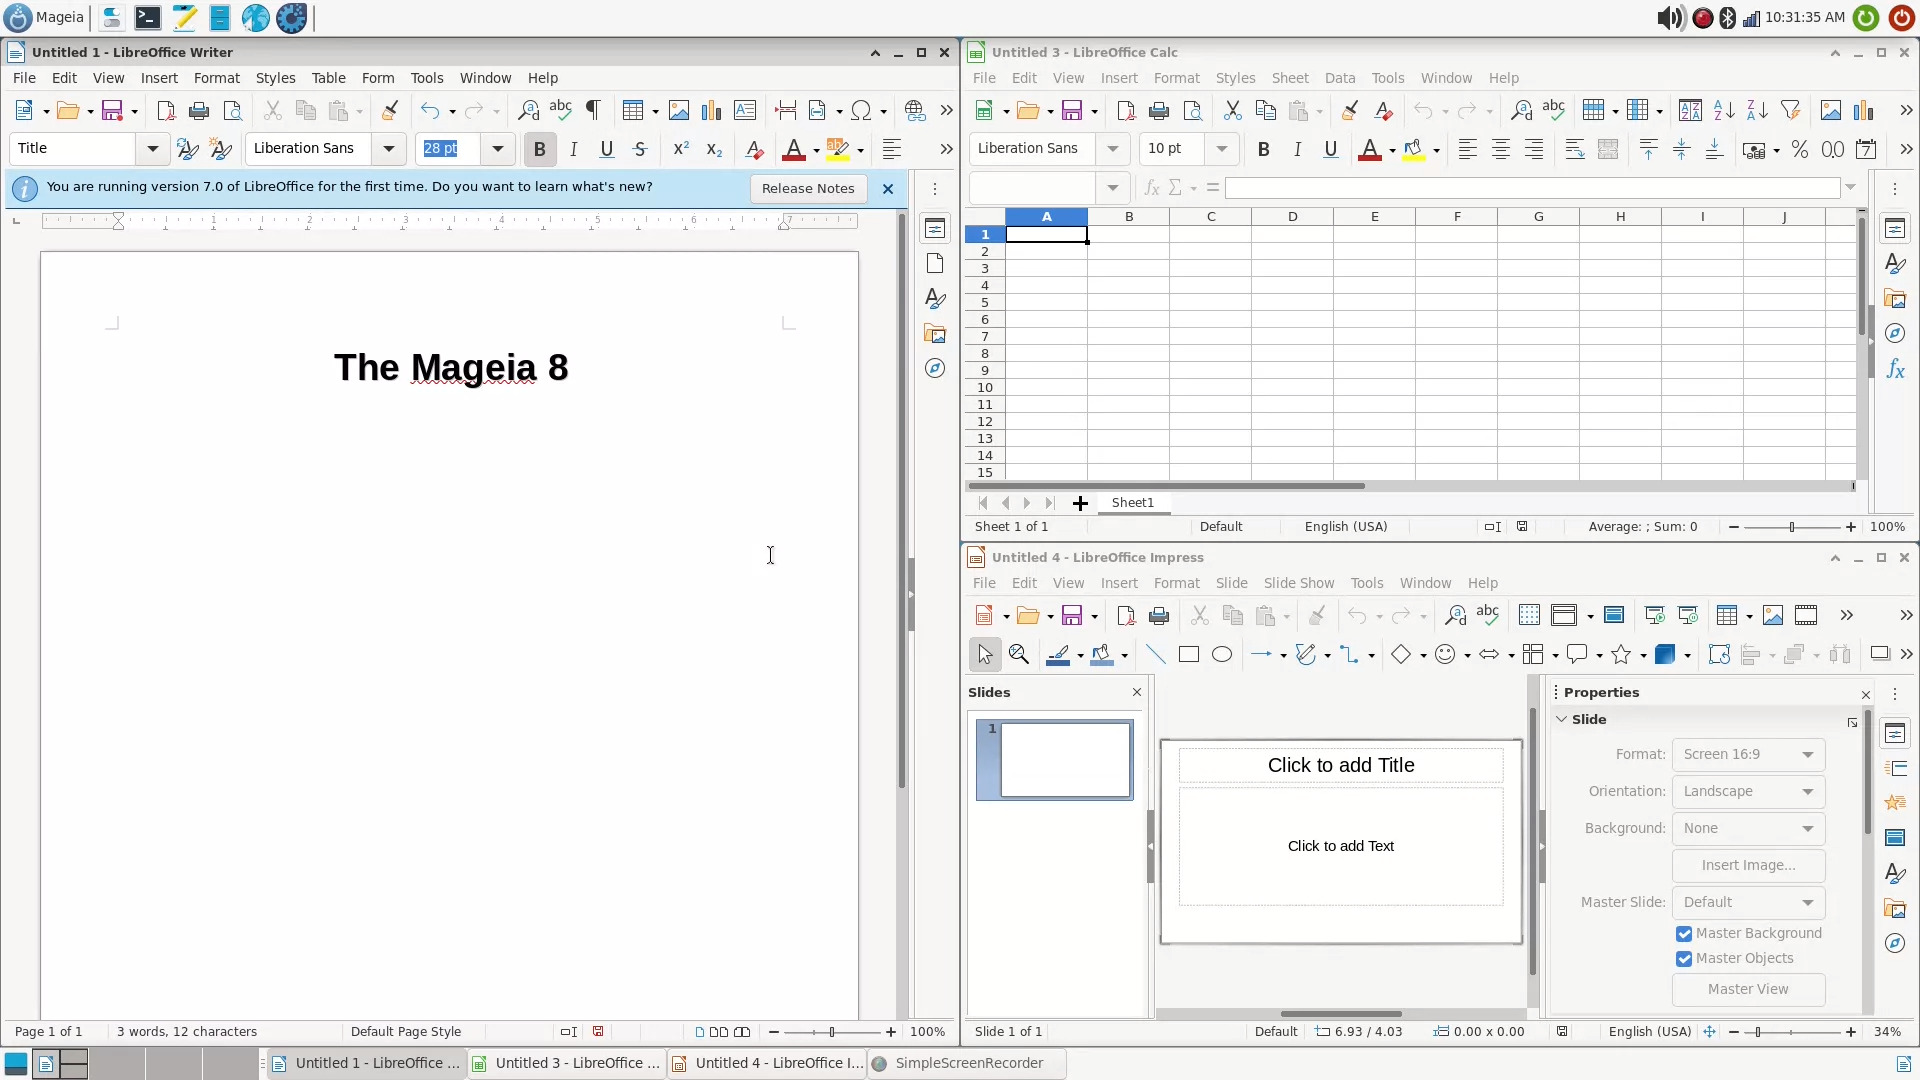 Mageia
10:31:35 AM
Untitled 1 - LibreOffice Writer
File Edit View Insert Format Styles Table Form Tools Window Help
Title
Liberation Sans
28 pt
You are running version 7.0 of LibreOffice for the first time. Do you want to learn what's new?
Release Notes
1 2 3 4 5 6 7
The Mageia 8
Page 1 of 1
3 words, 12 characters
Default Page Style
100%
Untitled 3 - LibreOffice Calc
File Edit View Insert Format Styles Sheet Data Tools Window Help
Liberation Sans
10 pt
A B C D E F G H I J
1
2
3
4
5
6
7
8
9
10
11
12
13
14
15
Sheet1
Sheet 1 of 1
Default
English (USA)
Average: ; Sum: 0
100%
Untitled 4 - LibreOffice Impress
File Edit View Insert Format Slide Slide Show Tools Window Help
Slides
1
Click to add Title
Click to add Text
Properties
Slide
Format: Screen 16:9
Orientation: Landscape
Background: None
Insert Image...
Master Slide: Default
Master Background
Master Objects
Master View
Slide 1 of 1
Default
6.93 / 4.03
0.00 x 0.00
English (USA)
34%
Untitled 1 - LibreOffice ...
Untitled 3 - LibreOffice ...
Untitled 4 - LibreOffice I...
SimpleScreenRecorder